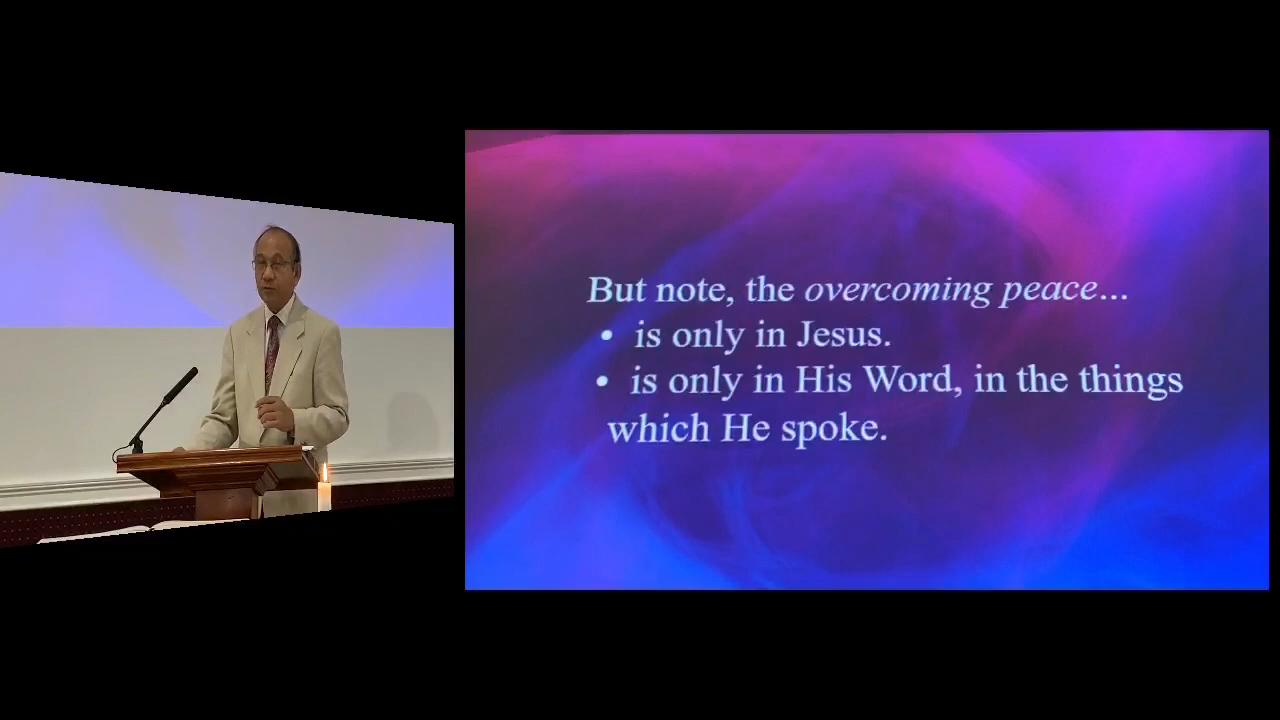 But note, the overcoming peace...
• is only in Jesus.
• is only in His Word, in the things
which He spoke.